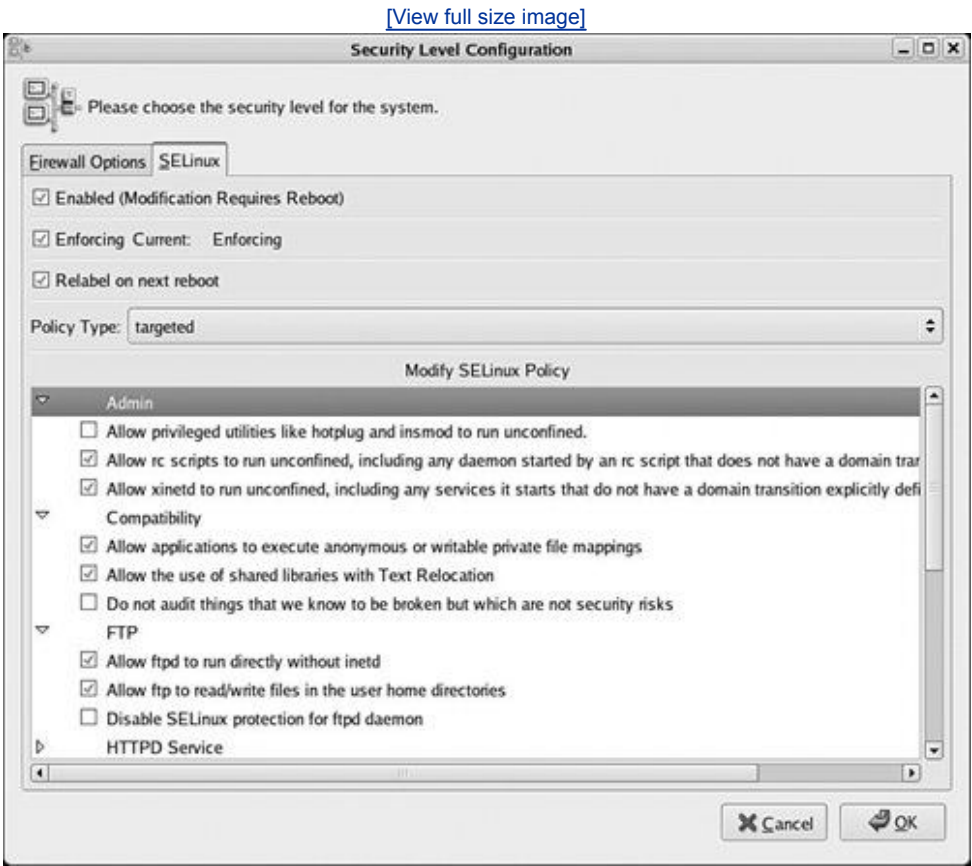 [View full size image]
Security Level Configuration
Please choose the security level for the system.
Firewall Options SELinux
Enabled (Modification Requires Reboot)
Enforcing Current: Enforcing
Relabel on next reboot
Policy Type: targeted
Modify SELinux Policy
Admin
Allow privileged utilities like hotplug and insmod to run unconfined.
Allow rc scripts to run unconfined, including any daemon started by an rc script that does not have a domain tran
Allow xinetd to run unconfined, including any services it starts that do not have a domain transition explicitly defi
Compatibility
Allow applications to execute anonymous or writable private file mappings
Allow the use of shared libraries with Text Relocation
Do not audit things that we know to be broken but which are not security risks
FTP
Allow ftpd to run directly without inetd
Allow ftp to read/write files in the user home directories
Disable SELinux protection for ftpd daemon
HTTPD Service
Cancel OK